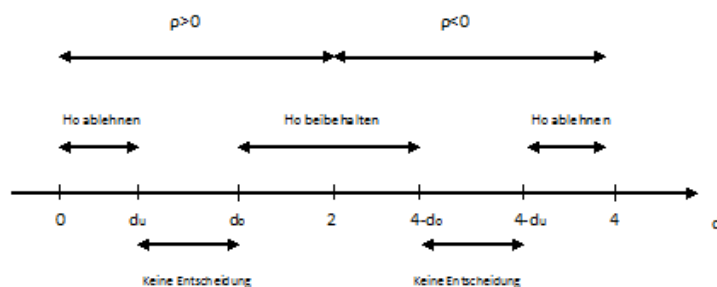 ρ>0 ρ<0
Ho ablehnen Ho beibehalten Ho ablehnen
0 du do 2 4-do 4-du 4 d
Keine Entscheidung Keine Entscheidung